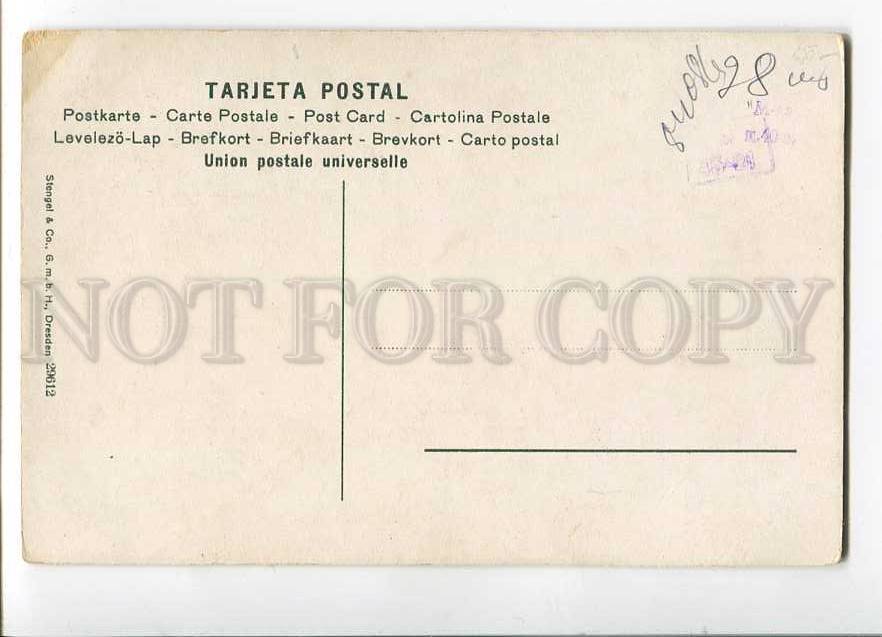 TARJETA POSTAL
Postkarte - Carte Postale - Post Card - Cartolina Postale
Levelezö-Lap - Brefkort - Briefkaart - Brevkort - Carto postal
Union postale universelle
28
Stengel & Co., G. m. b. H., Dresden 29612
NOT FOR COPY